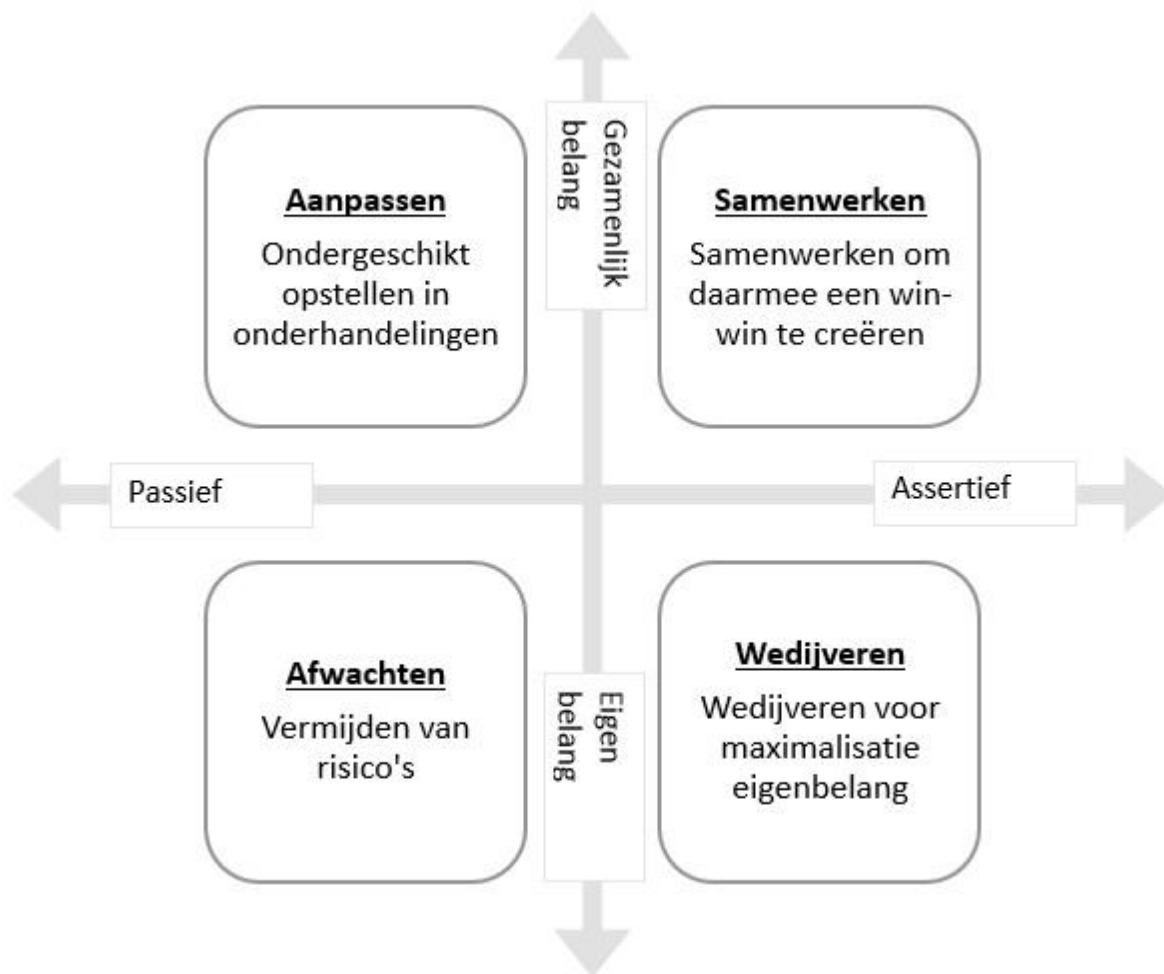 Gezamenlijk
belang
Aanpassen
Ondergeschikt
opstellen in
onderhandelingen
Samenwerken
Samenwerken om
daarmee een win-
win te creëren
Passief
Assertief
Afwachten
Vermijden van
risico's
Eigen
belang
Wedijveren
Wedijveren voor
maximalisatie
eigenbelang